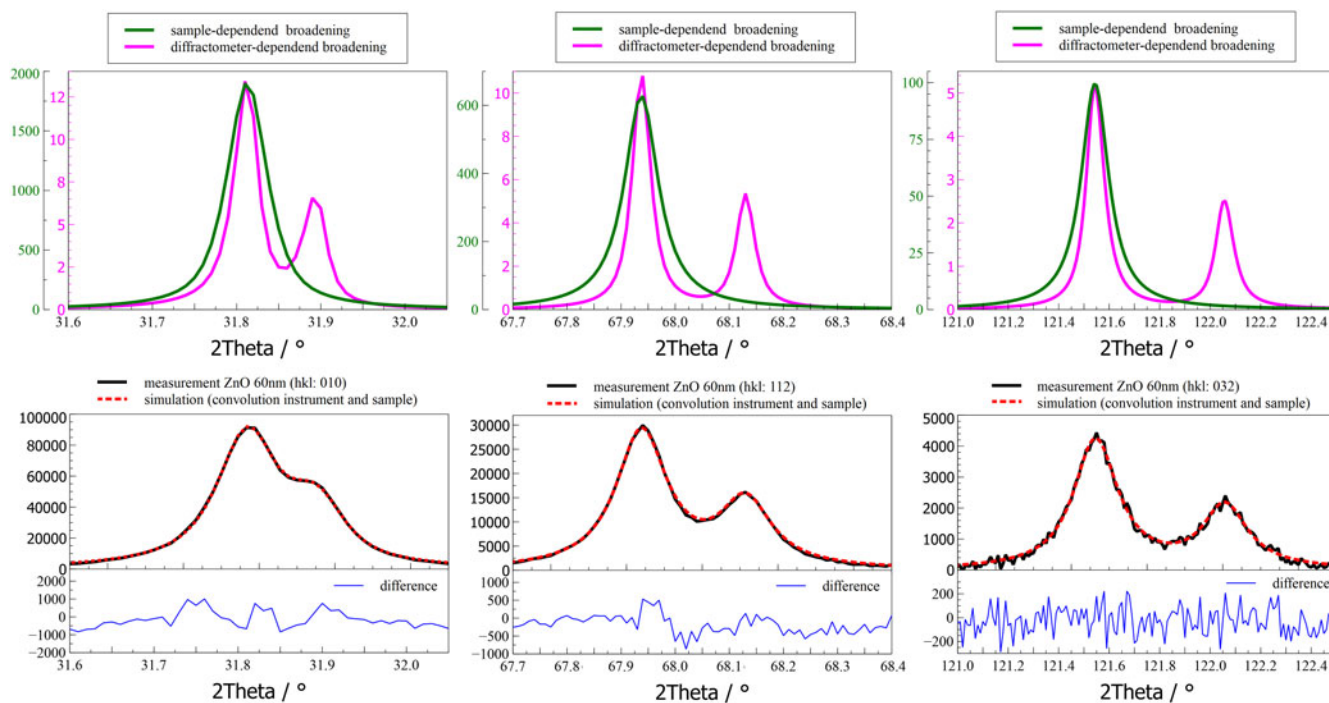 sample-dependend broadening
diffractometer-dependend broadening
sample-dependend broadening
diffractometer-dependend broadening
sample-dependend broadening
diffractometer-dependend broadening
2000
1500
1000
500
0
12
10
8
5
2
0
31.6 31.7 31.8 31.9 32.0
2Theta / °
600
400
200
0
10
8
6
4
2
0
67.7 67.8 67.9 68.0 68.1 68.2 68.3 68.4
2Theta / °
100
75
50
25
0
5
4
3
2
1
0
121.0 121.2 121.4 121.6 121.8 122.0 122.2 122.4
2Theta / °
measurement ZnO 60nm (hkl: 010)
simulation (convolution instrument and sample)
100000
80000
60000
40000
20000
0
difference
2000
1000
0
−1000
−2000
31.6 31.7 31.8 31.9 32.0
2Theta / °
measurement ZnO 60nm (hkl: 112)
simulation (convolution instrument and sample)
30000
25000
20000
15000
10000
5000
0
difference
1000
500
0
−500
−1000
67.7 67.8 67.9 68.0 68.1 68.2 68.3 68.4
2Theta / °
measurement ZnO 60nm (hkl: 032)
simulation (convolution instrument and sample)
5000
4000
3000
2000
1000
0
difference
200
0
−200
121.0 121.2 121.4 121.6 121.8 122.0 122.2 122.4
2Theta / °